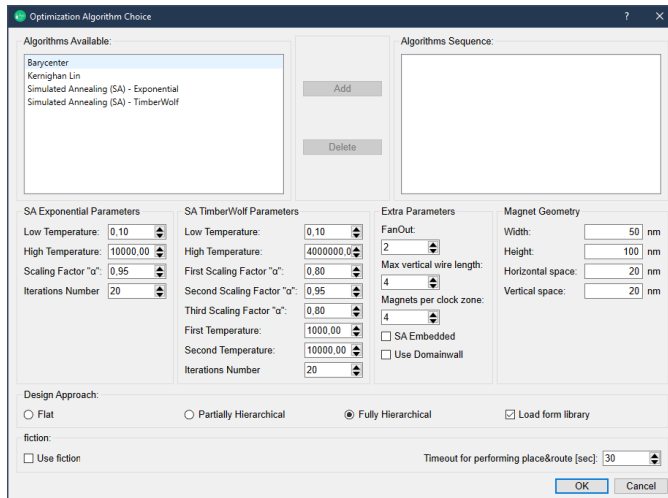 Optimization Algorithm Choice
?
Algorithms Available:
Barycenter
Kernighan Lin
Simulated Annealing (SA) - Exponential
Simulated Annealing (SA) - TimberWolf
Add
Delete
Algorithms Sequence:
SA Exponential Parameters
Low Temperature: 0,10
High Temperature: 10000,00
Scaling Factor "α": 0,95
Iterations Number 20
SA TimberWolf Parameters
Low Temperature: 0,10
High Temperature: 4000000,0
First Scaling Factor "α": 0,80
Second Scaling Factor "α": 0,95
Third Scaling Factor "α": 0,80
First Temperature: 1000,00
Second Temperature: 10000,00
Iterations Number 20
Extra Parameters
FanOut:
2
Max vertical wire length:
4
Magnets per clock zone:
4
SA Embedded
Use Domainwall
Magnet Geometry
Width: 50 nm
Height: 100 nm
Horizontal space: 20 nm
Vertical space: 20 nm
Design Approach:
Flat Partially Hierarchical Fully Hierarchical Load form library
fiction:
Use fiction Timeout for performing place&route [sec]: 30
OK Cancel